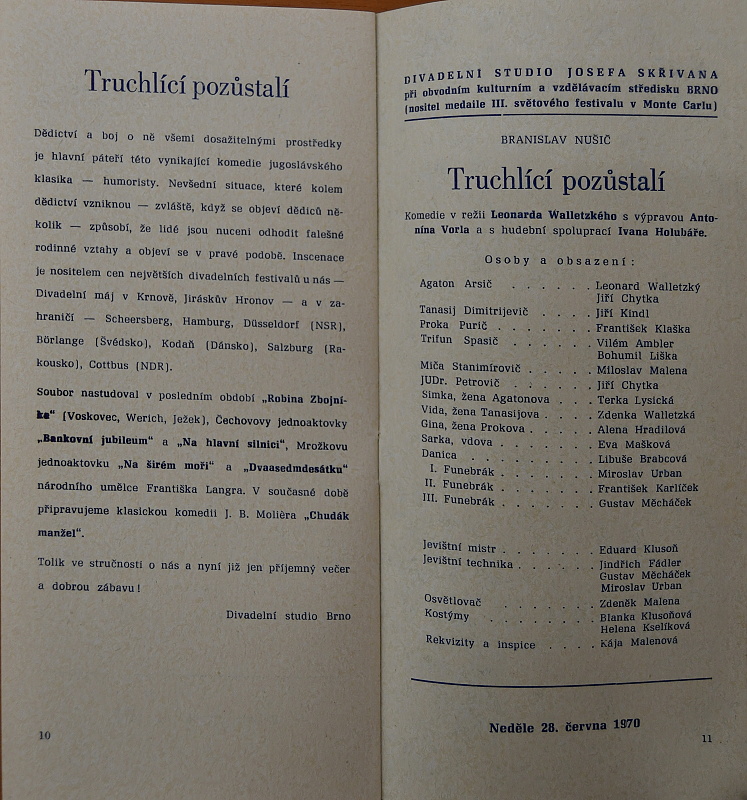 Truchlící pozůstalí
Dědictví a boj o ně všemi dosažitelnými prostředky
je hlavní páteří této vynikající komedie jugoslávského
klasika — humoristy. Nevšední situace, které kolem
dědictví vzniknou — zvláště, když se objeví dědiců ně-
kolik — způsobí, že lidé jsou nuceni odhodit falešné
rodinné vztahy a objeví se v pravé podobě. Inscenace
je nositelem cen největších divadelních festivalů u nás —
Divadelní máj v Krnově, Jiráskův Hronov — a v za-
hraničí — Scheersberg, Hamburg, Düsseldorf (NSR),
Börlange (Švédsko), Kodaň (Dánsko), Salzburg (Ra-
kousko), Cottbus (NDR).
Soubor nastudoval v posledním období „Robina Zbojní-
ka“ (Voskovec, Werich, Ježek), Čechovovy jednoaktovky
„Bankovní jubileum“ a „Na hlavní silnici“, Mrožkovu
jednoaktovku „Na širém moři“ a „Dvaasedmdesátku“
národního umělce Františka Langra. V současné době
připravujeme klasickou komedii J. B. Molièra „Chudák
manžel“.
Tolik ve stručnosti o nás a nyní již jen příjemný večer
a dobrou zábavu!
Divadelní studio Brno
10
DIVADELNÍ STUDIO JOSEFA SKŘIVANA
při obvodním kulturním a vzdělávacím středisku BRNO
(nositel medaile III. světového festivalu v Monte Carlu)
BRANISLAV NUŠIČ
Truchlící pozůstalí
Komedie v režii Leonarda Walletzkého s výpravou Anto-
nína Vorla a s hudební spoluprací Ivana Holubáře.
Osoby a obsazení:
Agaton Arsič . . . . . . Leonard Walletzký
Jiří Chytka
Tanasij Dimitrijevič . . . . Jiří Kindl
Proka Purič . . . . . . . František Klaška
Trifun Spasič . . . . . . Vilém Ambler
Bohumil Liška
Miča Stanimírovič . . . . . Miloslav Malena
JUDr. Petrovič . . . . . . Jiří Chytka
Simka, žena Agatonova . . . Terka Lysická
Vida, žena Tanasijova . . . . Zdenka Walletzká
Gina, žena Prokova . . . . . Alena Hradilová
Sarka, vdova . . . . . . . Eva Mašková
Danica . . . . . . . . . Libuše Brabcová
I. Funebrák . . . . . . . Miroslav Urban
II. Funebrák . . . . . . . František Karlíček
III. Funebrák . . . . . . . Gustav Měcháček
Jevištní mistr . . . . . . . Eduard Klusoň
Jevištní technika . . . . . . Jindřich Fádler
Gustav Měcháček
Miroslav Urban
Osvětlovač . . . . . . . Zdeněk Malena
Kostýmy . . . . . . . . Blanka Klusoňová
Helena Kselíková
Rekvizity a inspice . . . . Kája Malenová
Neděle 28. června 1970
11